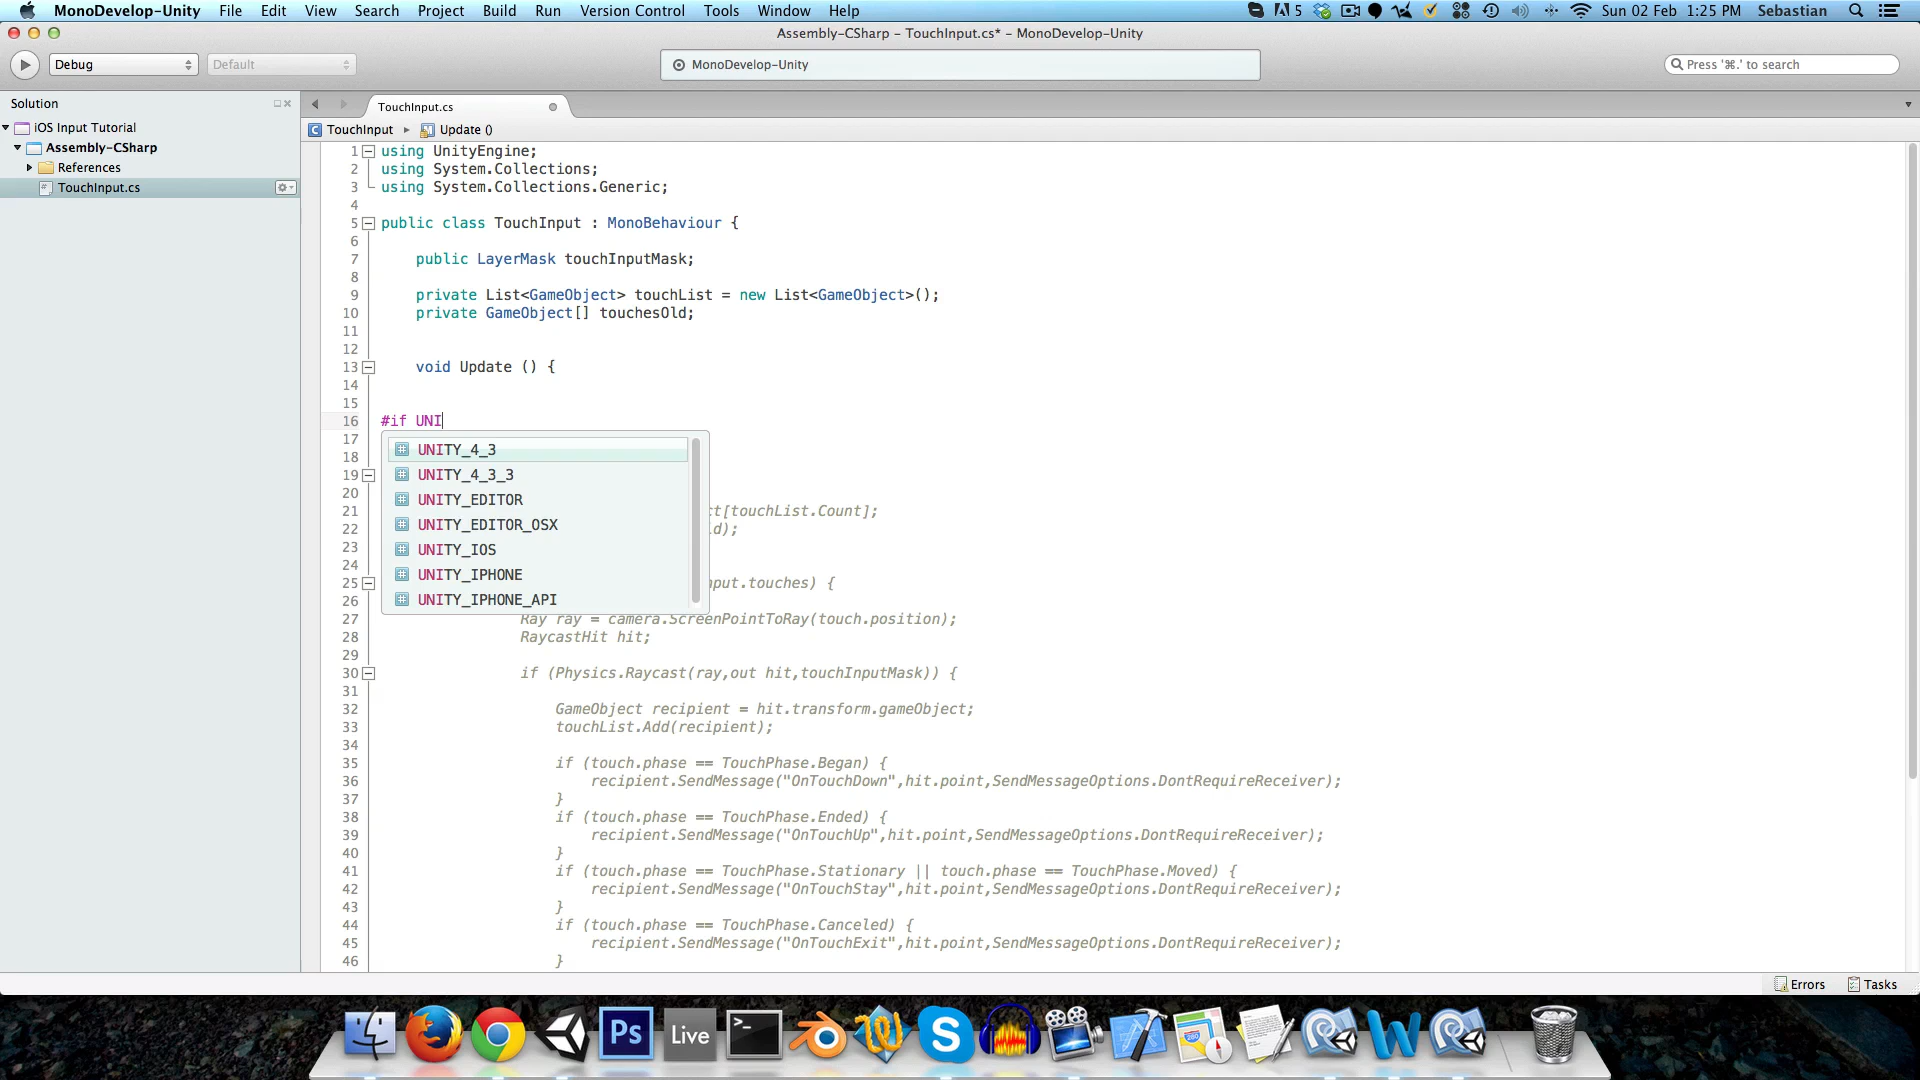 MonoDevelop-Unity File Edit View Search Project Build Run Version Control Tools Window Help 5 Sun 02 Feb 1:25 PM Sebastian
Assembly-CSharp – TouchInput.cs* – MonoDevelop-Unity
Debug Default MonoDevelop-Unity Press '⌘.' to search
Solution TouchInput.cs
iOS Input Tutorial TouchInput Update ()
Assembly-CSharp
References
TouchInput.cs
1 using UnityEngine;
2 using System.Collections;
3 using System.Collections.Generic;
4
5 public class TouchInput : MonoBehaviour {
6
7 public LayerMask touchInputMask;
8
9 private List<GameObject> touchList = new List<GameObject>();
10 private GameObject[] touchesOld;
11
12
13 void Update () {
14
15
16 #if UNI
17 UNITY_4_3
18 UNITY_4_3_3
19 UNITY_EDITOR
20 UNITY_EDITOR_OSX
21 ct[touchList.Count];
22 ld);
23 UNITY_IOS
24 UNITY_IPHONE
25 nput.touches) {
26 UNITY_IPHONE_API
27 Ray ray = camera.ScreenPointToRay(touch.position);
28 RaycastHit hit;
29
30 if (Physics.Raycast(ray,out hit,touchInputMask)) {
31
32 GameObject recipient = hit.transform.gameObject;
33 touchList.Add(recipient);
34
35 if (touch.phase == TouchPhase.Began) {
36 recipient.SendMessage("OnTouchDown",hit.point,SendMessageOptions.DontRequireReceiver);
37 }
38 if (touch.phase == TouchPhase.Ended) {
39 recipient.SendMessage("OnTouchUp",hit.point,SendMessageOptions.DontRequireReceiver);
40 }
41 if (touch.phase == TouchPhase.Stationary || touch.phase == TouchPhase.Moved) {
42 recipient.SendMessage("OnTouchStay",hit.point,SendMessageOptions.DontRequireReceiver);
43 }
44 if (touch.phase == TouchPhase.Canceled) {
45 recipient.SendMessage("OnTouchExit",hit.point,SendMessageOptions.DontRequireReceiver);
46 }
Errors Tasks
Ps Live